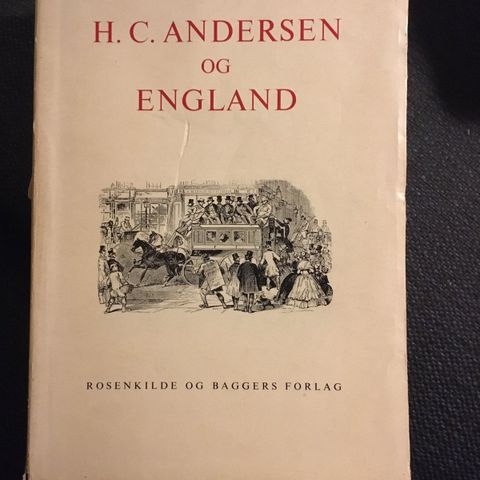 H. C. ANDERSEN
OG
ENGLAND
ROSENKILDE OG BAGGERS FORLAG